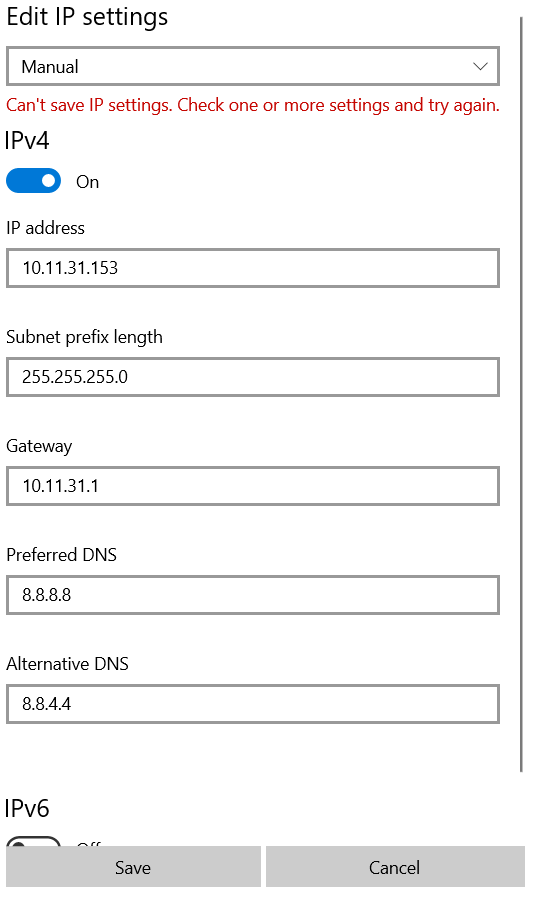 Edit IP settings
Manual
Can't save IP settings. Check one or more settings and try again.
IPv4
On
IP address
10.11.31.153
Subnet prefix length
255.255.255.0
Gateway
10.11.31.1
Preferred DNS
8.8.8.8
Alternative DNS
8.8.4.4
IPv6
Off
Save Cancel